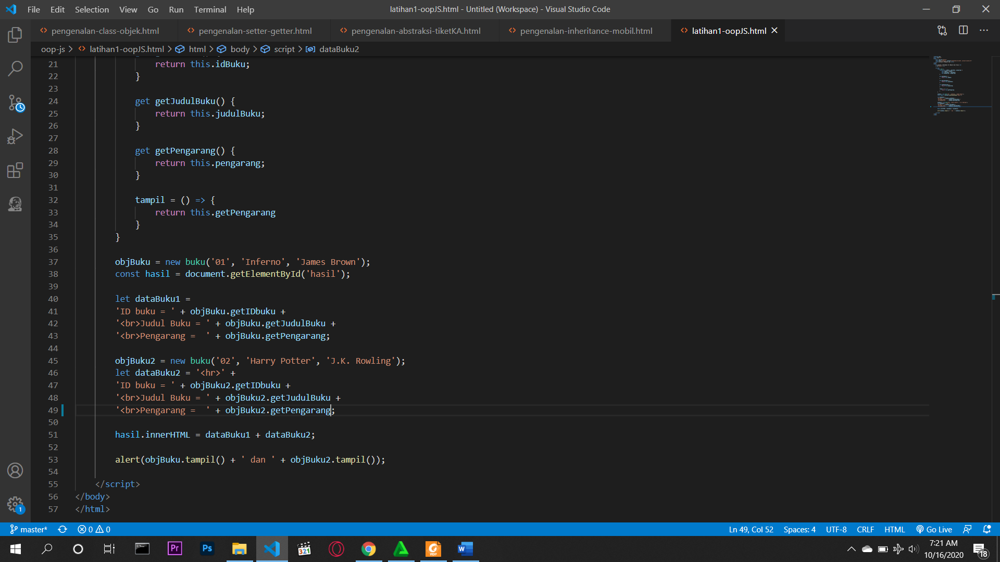 File Edit Selection View Go Run Terminal Help
latihan1-oopJS.html - Untitled (Workspace) - Visual Studio Code
pengenalan-class-objek.html
pengenalan-setter-getter.html
pengenalan-abstraksi-tiketKA.html
pengenalan-inheritance-mobil.html
latihan1-oopJS.html
oop-js > latihan1-oopJS.html > html > body > script > dataBuku2
21 return this.idBuku;
22 }
23
24 get getJudulBuku() {
25 return this.judulBuku;
26 }
27
28 get getPengarang() {
29 return this.pengarang;
30 }
31
32 tampil = () => {
33 return this.getPengarang
34 }
35 }
36
37 objBuku = new buku('01', 'Inferno', 'James Brown');
38 const hasil = document.getElementById('hasil');
39
40 let dataBuku1 =
41 'ID buku = ' + objBuku.getIDbuku +
42 '<br>Judul Buku = ' + objBuku.getJudulBuku +
43 '<br>Pengarang =  ' + objBuku.getPengarang;
44
45 objBuku2 = new buku('02', 'Harry Potter', 'J.K. Rowling');
46 let dataBuku2 = '<hr>' +
47 'ID buku = ' + objBuku2.getIDbuku +
48 '<br>Judul Buku = ' + objBuku2.getJudulBuku +
49 '<br>Pengarang =  ' + objBuku2.getPengarang;
50
51 hasil.innerHTML = dataBuku1 + dataBuku2;
52
53 alert(objBuku.tampil() + ' dan ' + objBuku2.tampil());
54
55 </script>
56 </body>
57 </html>
1
master* 0 0
Ln 49, Col 52 Spaces: 4 UTF-8 CRLF HTML Go Live
Pr Ps 321 PDF W
7:21 AM
10/16/2020
18